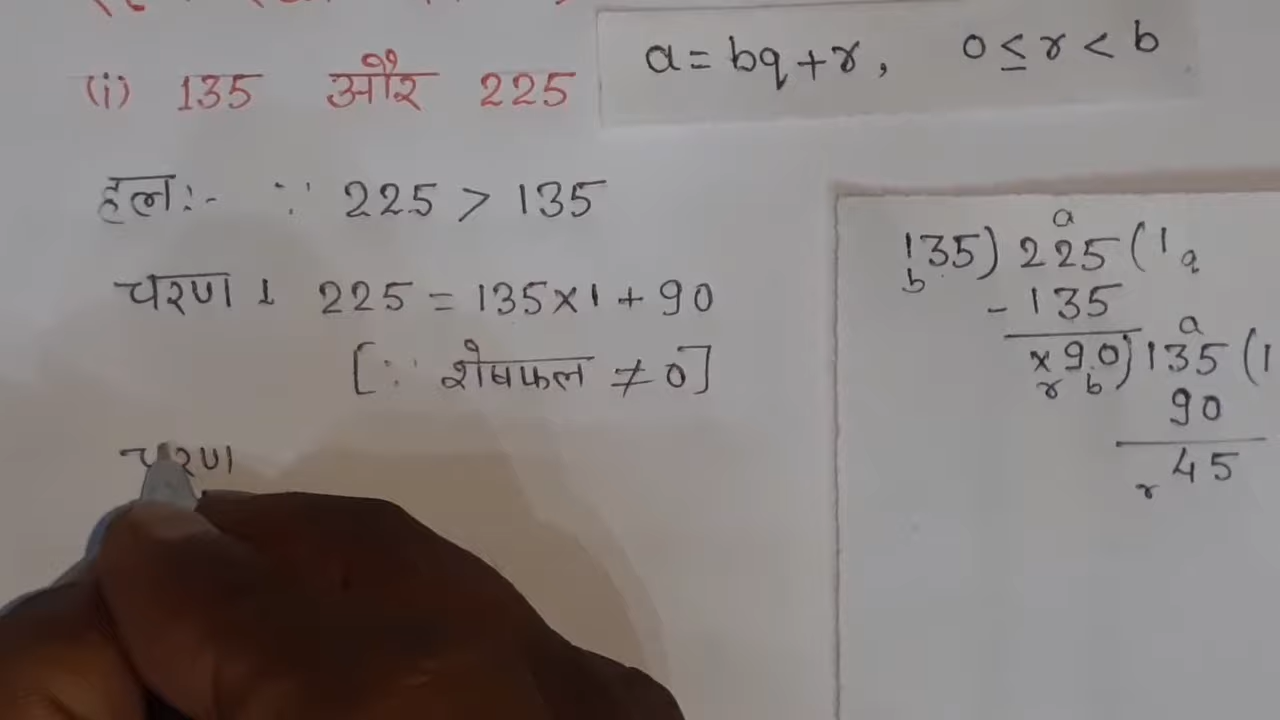 (i) 135 और 225
a = bq + r, 0 ≤ r < b
हल:- ∵ 225 > 135
चरण 1 225 = 135×1 + 90
[∵ शेषफल ≠ 0]
चरण
a
135) 225 (1 q
b
- 135
a
×90) 135 (1
r b
90
r 45